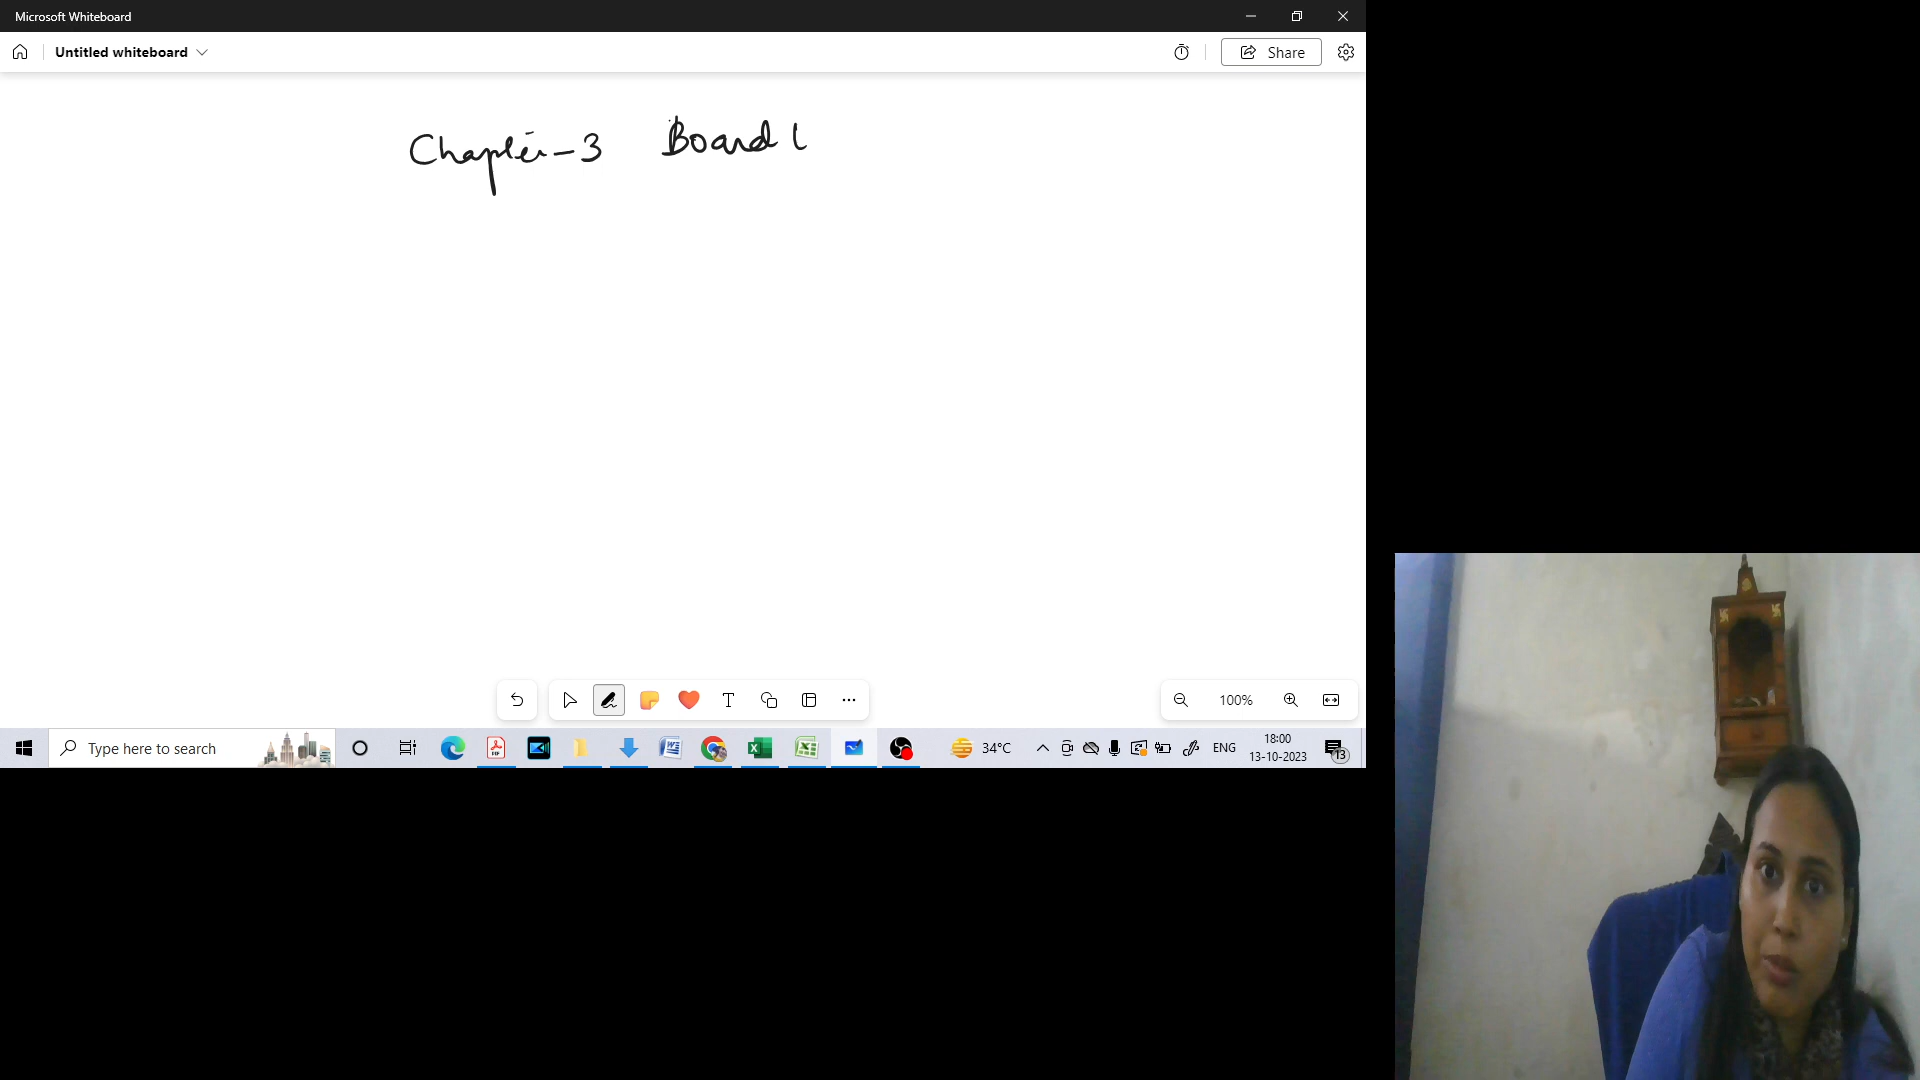 Microsoft Whiteboard
Untitled whiteboard
Share
Chapter-3 Board
100%
Type here to search
34°C
ENG
18:00
13-10-2023
13